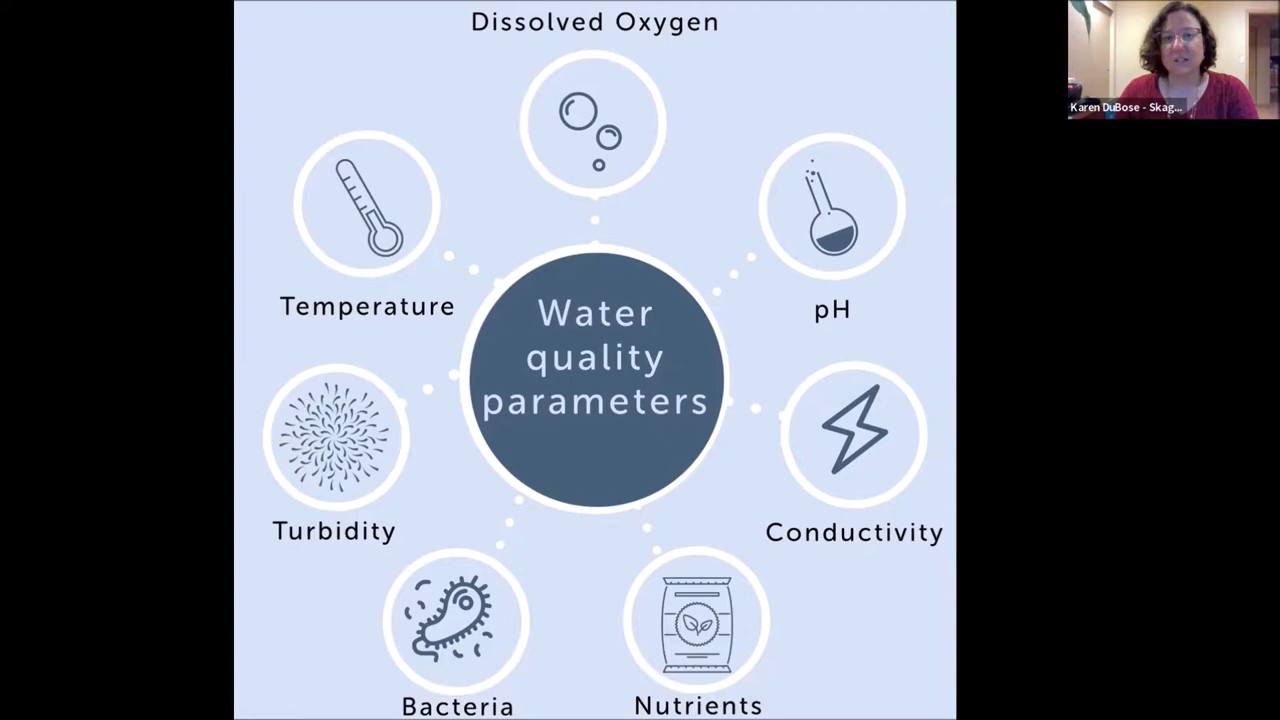 Dissolved Oxygen
Karen DuBose - Skag...
Temperature
pH
Water
quality
parameters
Turbidity
Conductivity
Bacteria
Nutrients